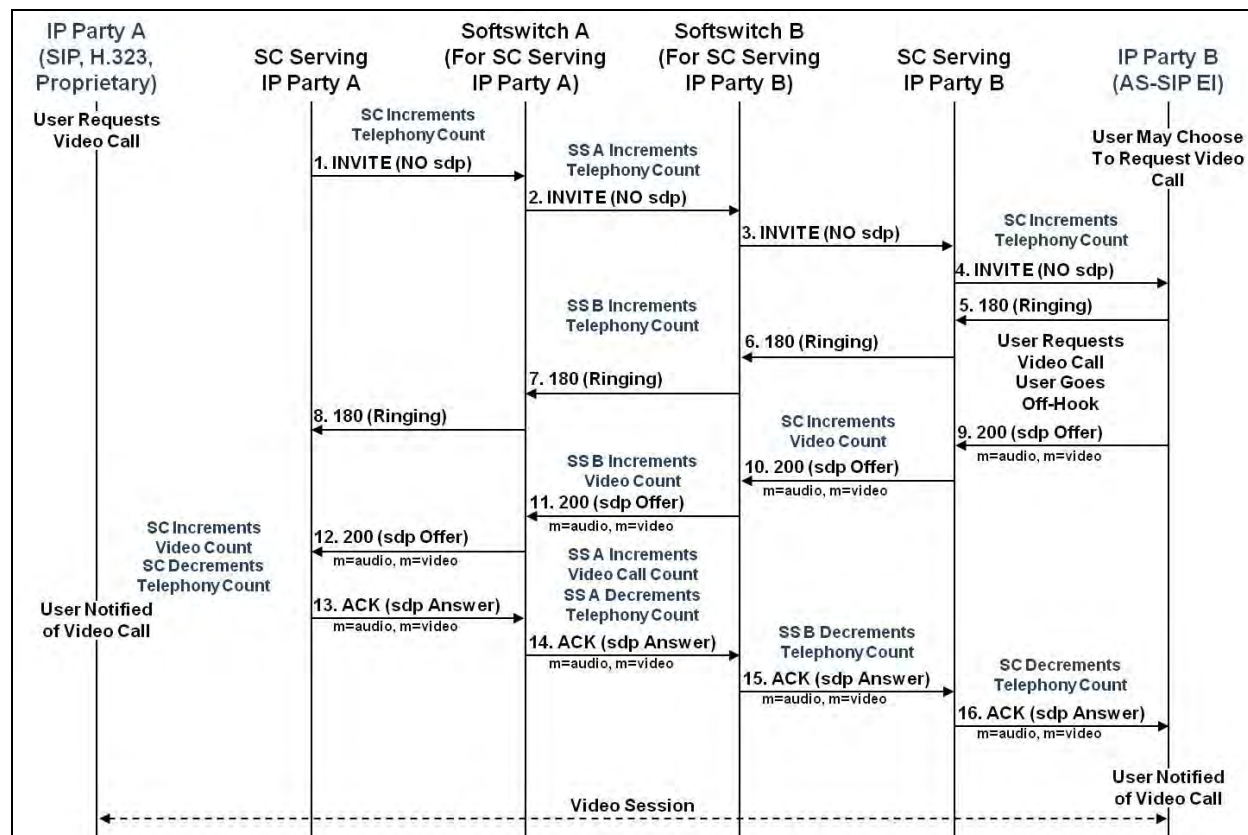 IP Party A
(SIP, H.323,
Proprietary)
SC Serving
IP Party A
Softswitch A
(For SC Serving
IP Party A)
Softswitch B
(For SC Serving
IP Party B)
SC Serving
IP Party B
IP Party B
(AS-SIP EI)
User Requests
Video Call
SC Increments
Telephony Count
User May Choose
To Request Video
Call
1. INVITE (NO sdp)
SS A Increments
Telephony Count
2. INVITE (NO sdp)
3. INVITE (NO sdp)
SC Increments
Telephony Count
4. INVITE (NO sdp)
5. 180 (Ringing)
SS B Increments
Telephony Count
6. 180 (Ringing)
User Requests
Video Call
User Goes
Off-Hook
7. 180 (Ringing)
8. 180 (Ringing)
SC Increments
Video Count
9. 200 (sdp Offer)
m=audio, m=video
SS B Increments
Video Count
10. 200 (sdp Offer)
m=audio, m=video
11. 200 (sdp Offer)
m=audio, m=video
SC Increments
Video Count
SC Decrements
Telephony Count
12. 200 (sdp Offer)
m=audio, m=video
SS A Increments
Video Call Count
SS A Decrements
Telephony Count
User Notified
of Video Call
13. ACK (sdp Answer)
m=audio, m=video
14. ACK (sdp Answer)
m=audio, m=video
SS B Decrements
Telephony Count
15. ACK (sdp Answer)
m=audio, m=video
SC Decrements
Telephony Count
16. ACK (sdp Answer)
m=audio, m=video
User Notified
of Video Call
Video Session